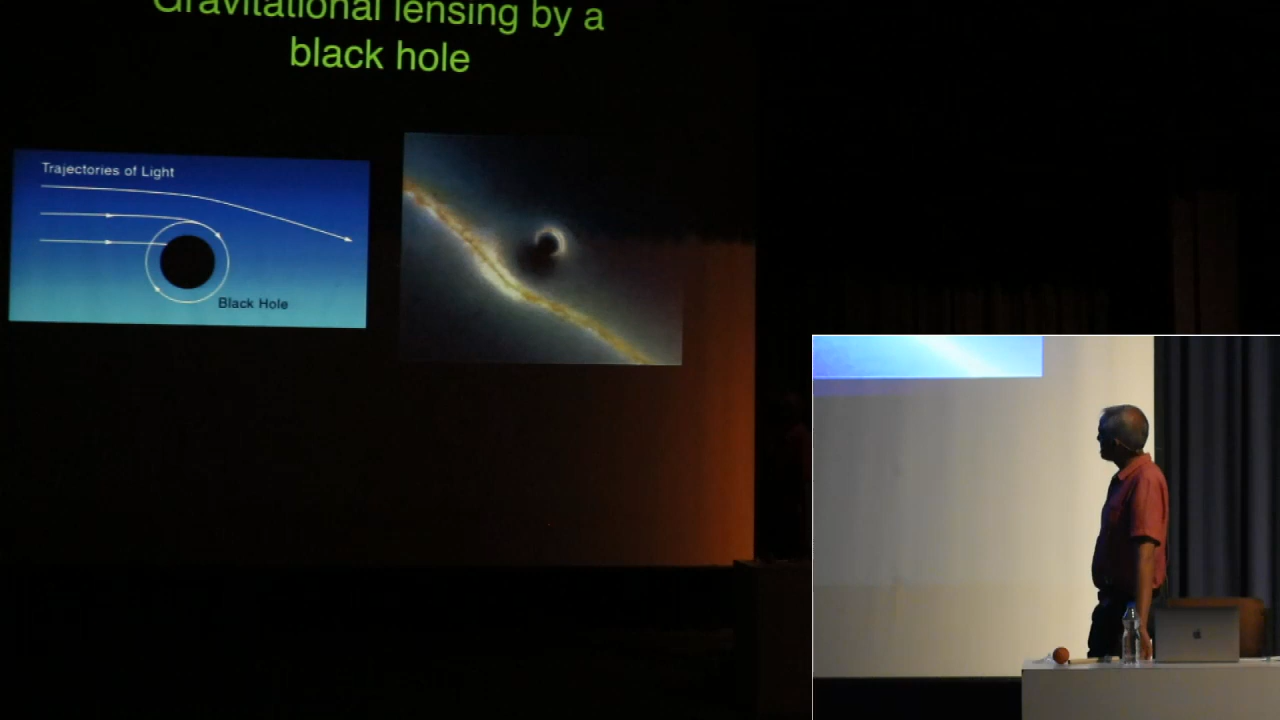 Gravitational lensing by a
black hole
Trajectories of Light
Black Hole